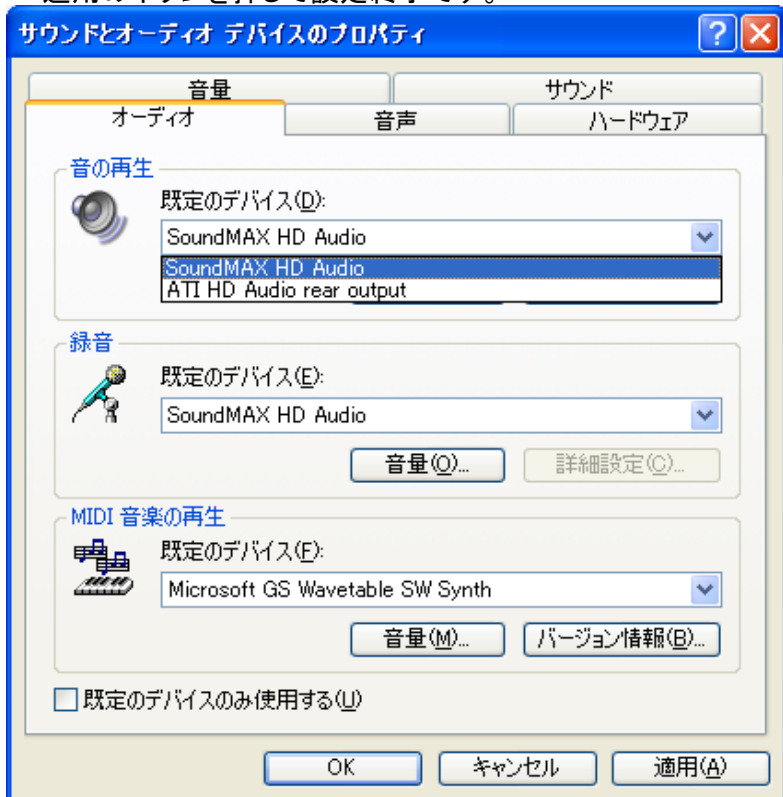 サウンドとオーディオ デバイスのプロパティ
音量
サウンド
オーディオ
音声
ハードウェア
音の再生
既定のデバイス(D):
SoundMAX HD Audio
SoundMAX HD Audio
ATI HD Audio rear output
録音
既定のデバイス(E):
SoundMAX HD Audio
音量(O)...
詳細設定(C)...
MIDI 音楽の再生
既定のデバイス(F):
Microsoft GS Wavetable SW Synth
音量(M)...
バージョン情報(B)...
既定のデバイスのみ使用する(U)
OK
キャンセル
適用(A)